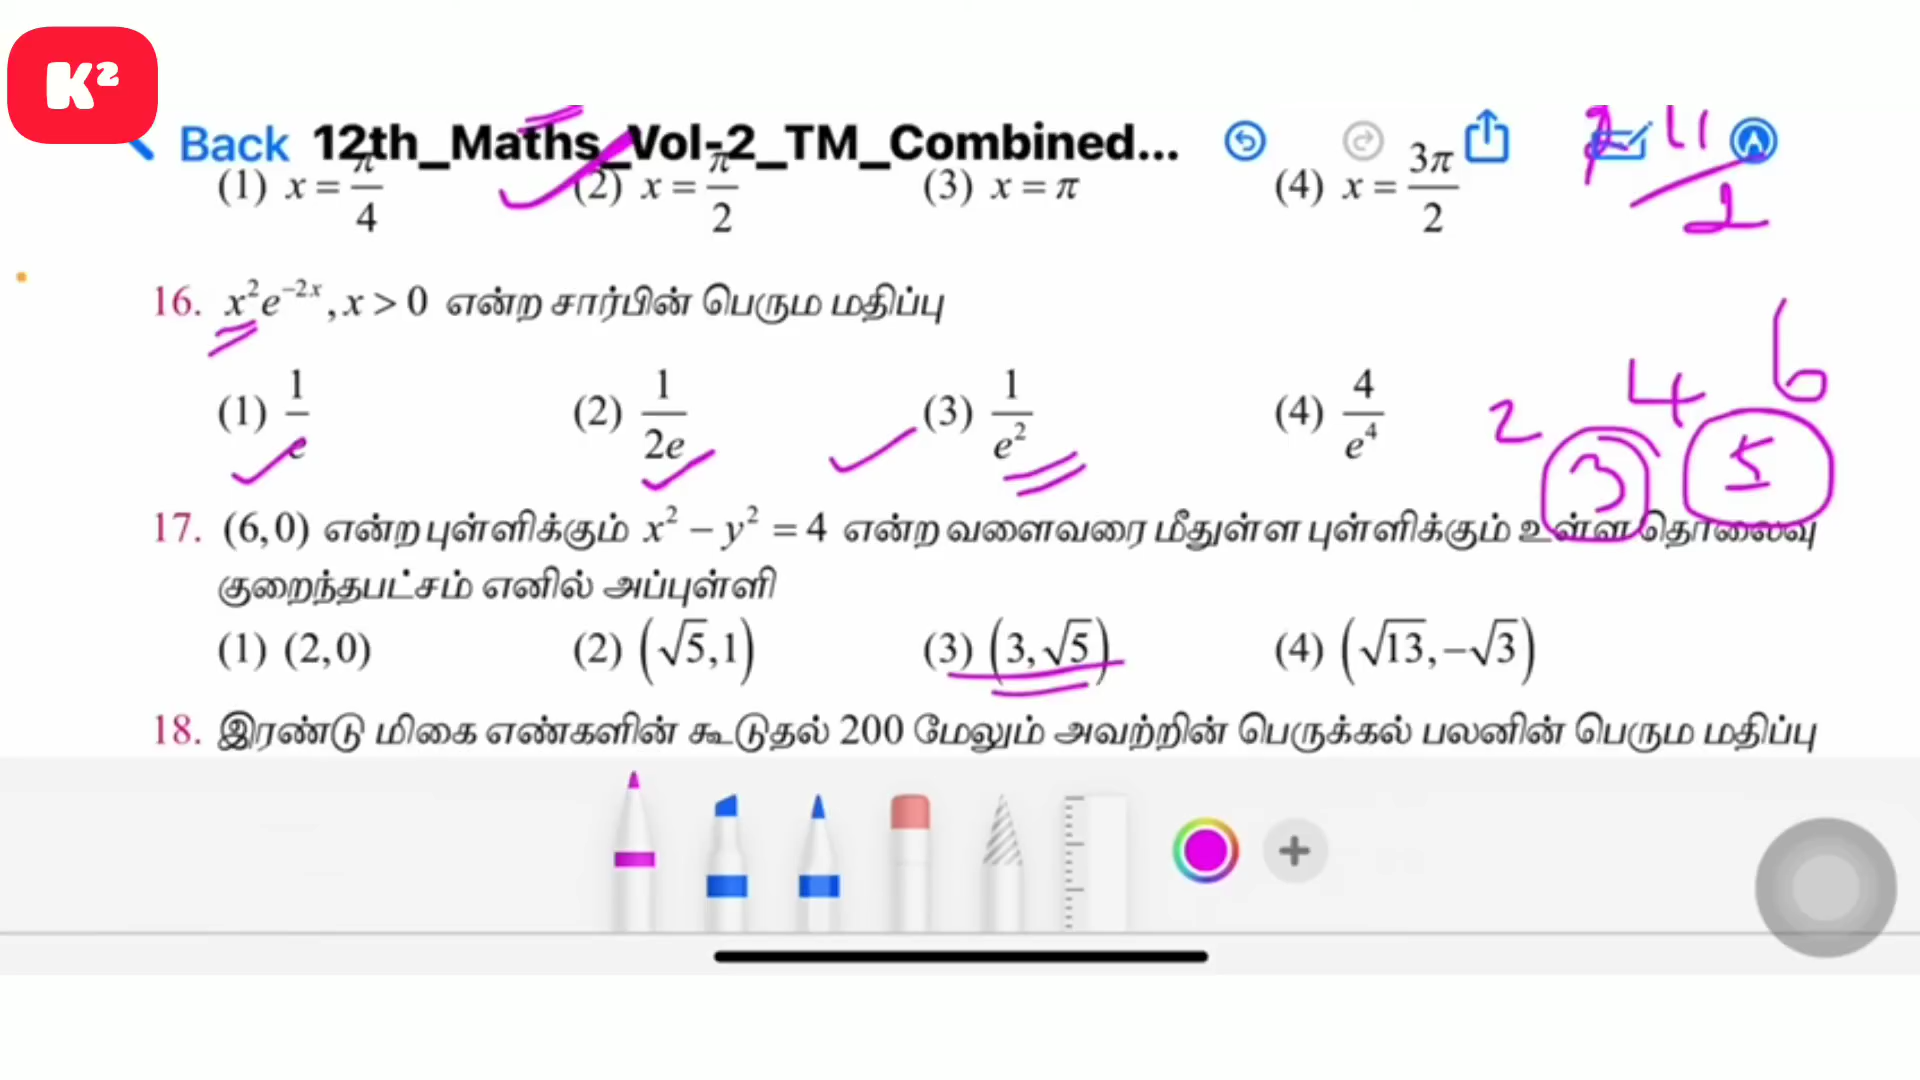 K²
Back 12th_Maths_Vol-2_TM_Combined...
(1) x = π/4 (2) x = π/2 (3) x = π (4) x = 3π/2
16. x²e⁻²ˣ, x > 0 என்ற சார்பின் பெரும மதிப்பு
(1) 1/e (2) 1/2e (3) 1/e² (4) 4/e⁴
2 3 4 5 6
17. (6,0) என்ற புள்ளிக்கும் x² − y² = 4 என்ற வளைவரை மீதுள்ள புள்ளிக்கும் உள்ள தொலைவு
குறைந்தபட்சம் எனில் அப்புள்ளி
(1) (2,0) (2) (√5,1) (3) (3,√5) (4) (√13,−√3)
18. இரண்டு மிகை எண்களின் கூடுதல் 200 மேலும் அவற்றின் பெருக்கல் பலனின் பெரும மதிப்பு